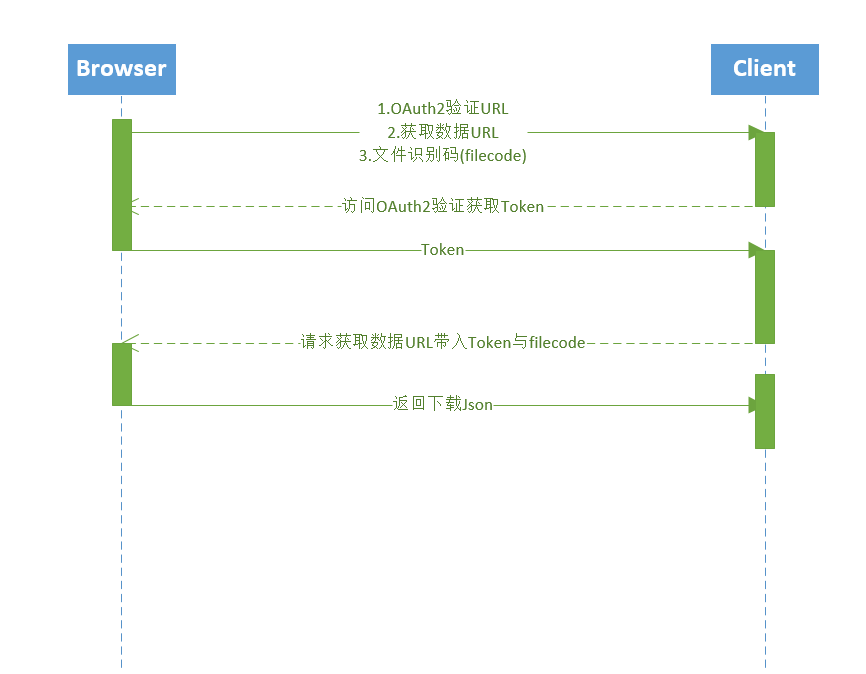 Browser
Client
1.OAuth2验证URL
2.获取数据URL
3.文件识别码(filecode)
访问OAuth2验证获取Token
Token
请求获取数据URL带入Token与filecode
返回下载Json